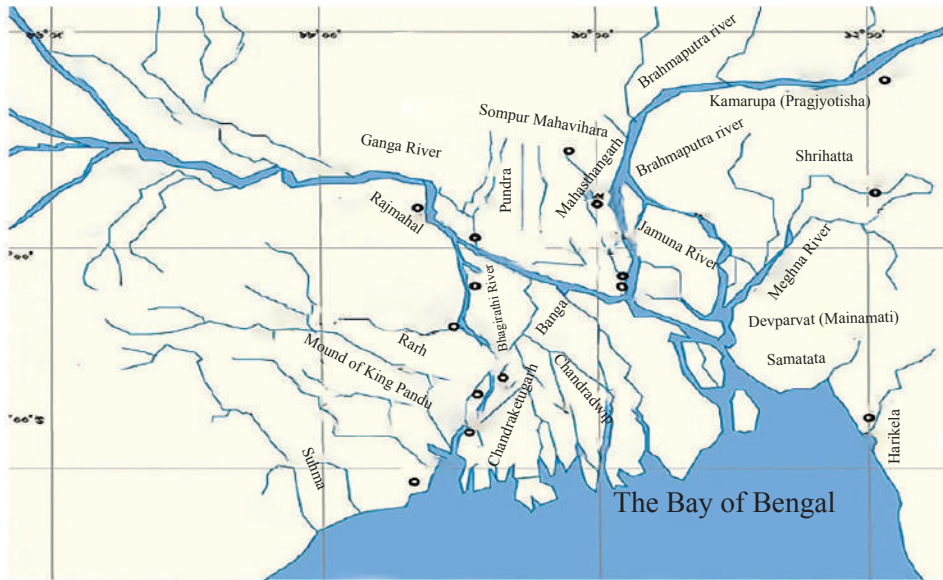 Brahmaputra river
Kamarupa (Pragjyotisha)
Sompur Mahavihara
Ganga River
Mahasthangarh
Brahmaputra river
Shrihatta
Pundra
Rajmahal
Jamuna River
Meghna River
Bhagirathi River
Banga
Devparvat (Mainamati)
Rarh
Samatata
Mound of King Pandu
Chandraketugarh
Chandradwip
Harikela
Suhma
The Bay of Bengal